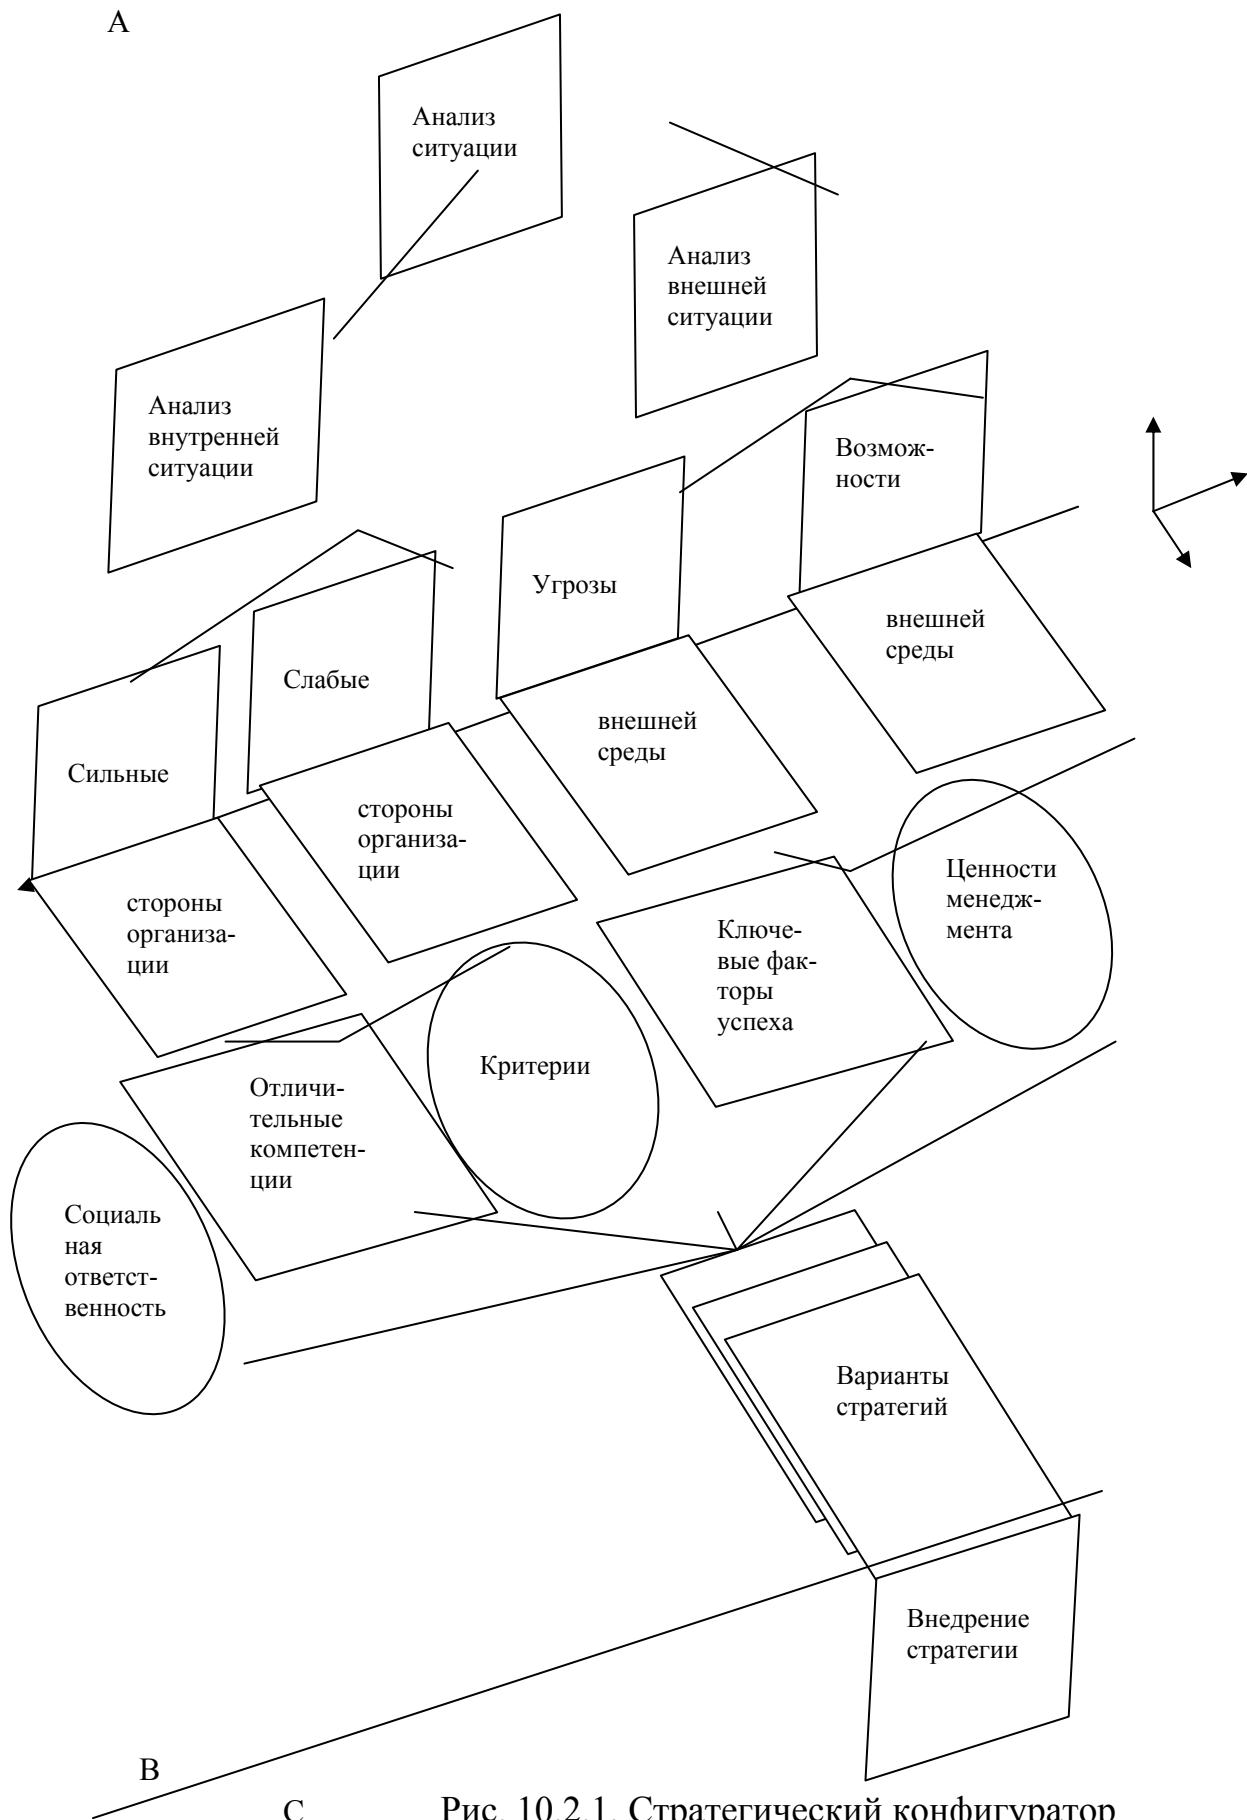 А
Анализ
ситуации
Анализ
внешней
ситуации
Анализ
внутренней
ситуации
Возмож-
ности
Угрозы
внешней
среды
Слабые
внешней
среды
Сильные
стороны
организа-
ции
стороны
организа-
ции
Ценности
менедж-
мента
Ключе-
вые фак-
торы
успеха
Критерии
Отличи-
тельные
компетен-
ции
Социаль
ная
ответст-
венность
Варианты
стратегий
Внедрение
стратегии
В
С
Рис. 10.2.1. Стратегический конфигуратор